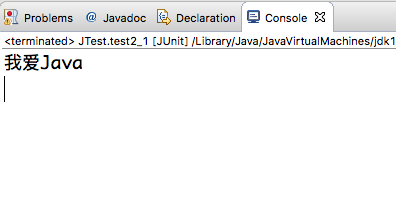 Problems @ Javadoc Declaration Console
<terminated> JTest.test2_1 [JUnit] /Library/Java/JavaVirtualMachines/jdk1
我爱Java